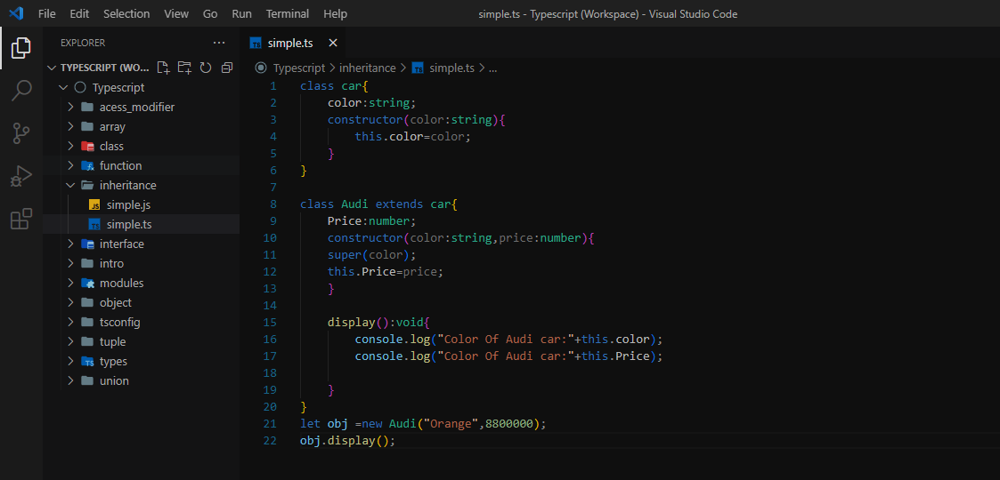 File Edit Selection View Go Run Terminal Help simple.ts - Typescript (Workspace) - Visual Studio Code
EXPLORER ...
TYPESCRIPT (WO...
Typescript
acess_modifier
array
class
function
inheritance
JS simple.js
TS simple.ts
interface
intro
modules
object
tsconfig
tuple
TS types
union
TS simple.ts
Typescript > inheritance > TS simple.ts > ...
1 class car{
2 color:string;
3 constructor(color:string){
4 this.color=color;
5 }
6 }
7
8 class Audi extends car{
9 Price:number;
10 constructor(color:string,price:number){
11 super(color);
12 this.Price=price;
13 }
14
15 display():void{
16 console.log("Color Of Audi car:"+this.color);
17 console.log("Color Of Audi car:"+this.Price);
18
19 }
20 }
21 let obj =new Audi("Orange",8800000);
22 obj.display();